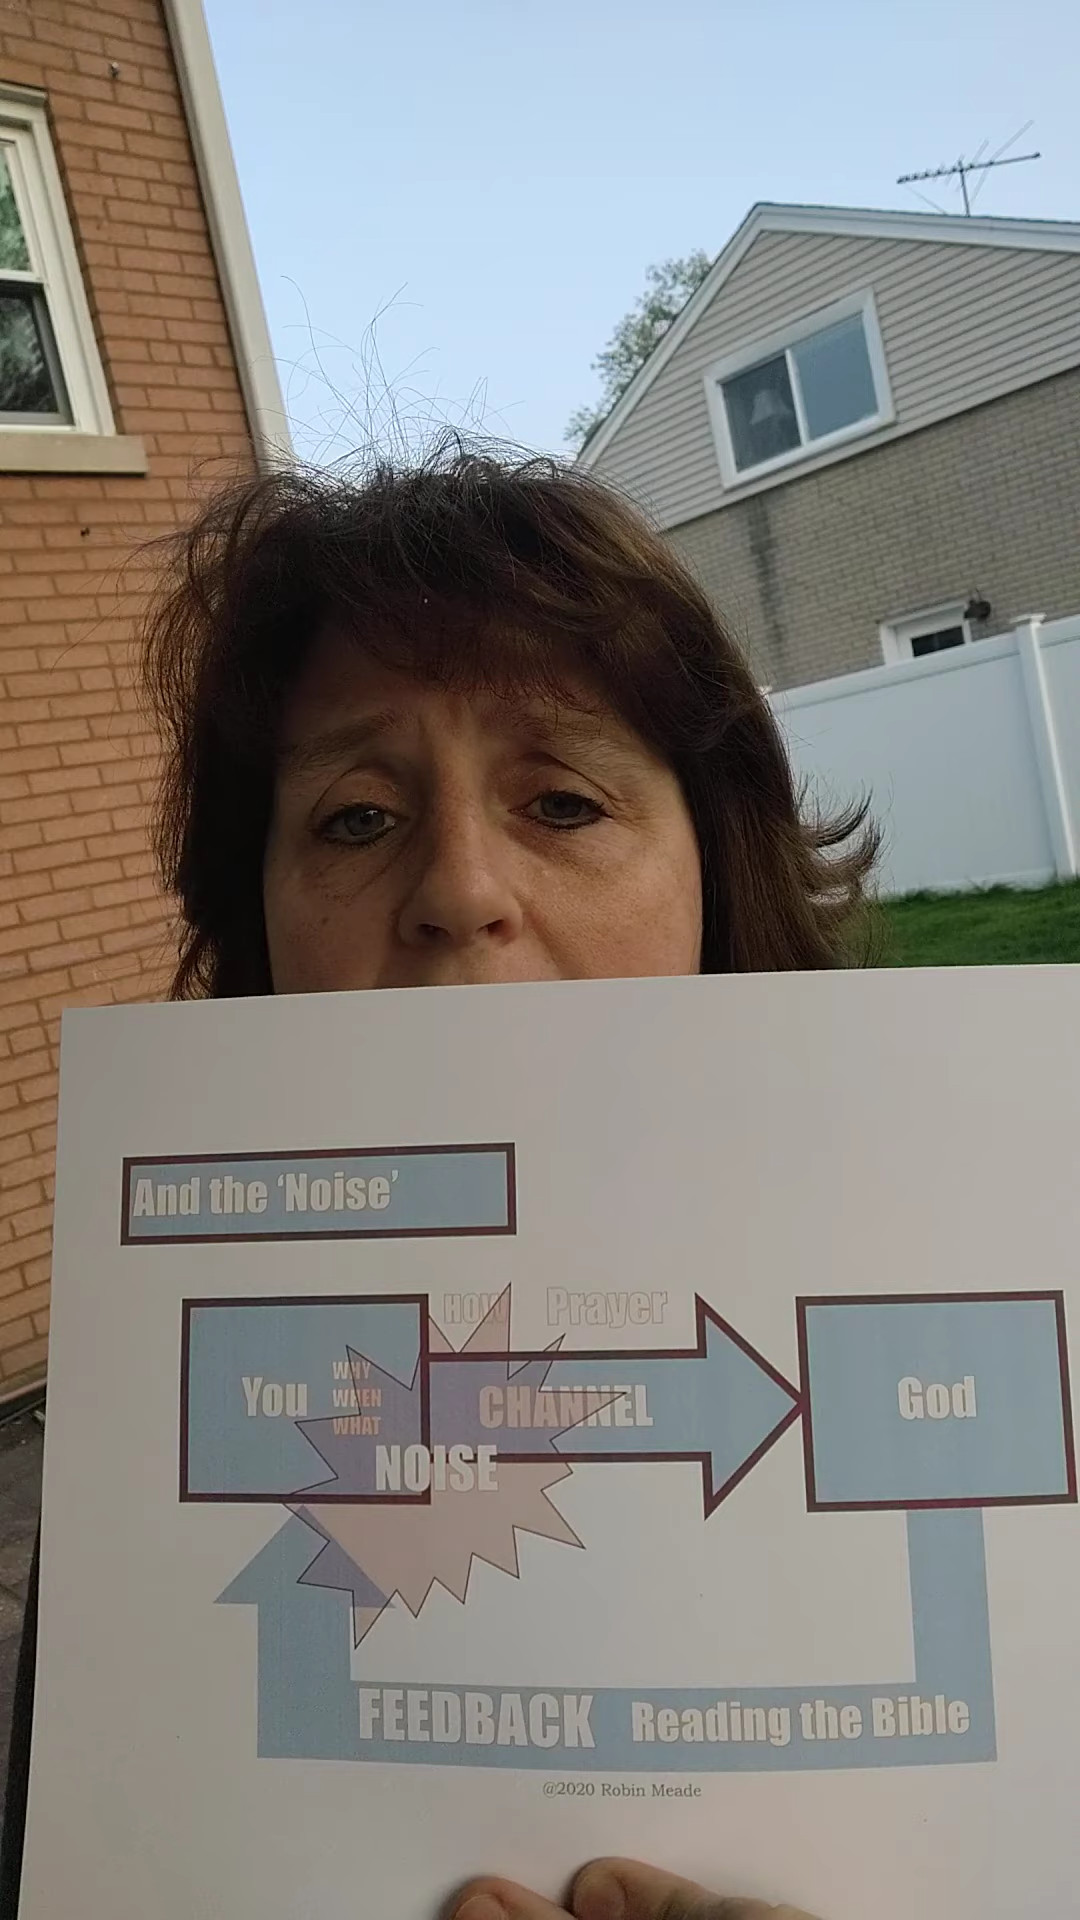 And the ‘Noise’
HOW Prayer
You
WHY
WHEN
WHAT
CHANNEL
God
NOISE
FEEDBACK Reading the Bible
@2020 Robin Meade